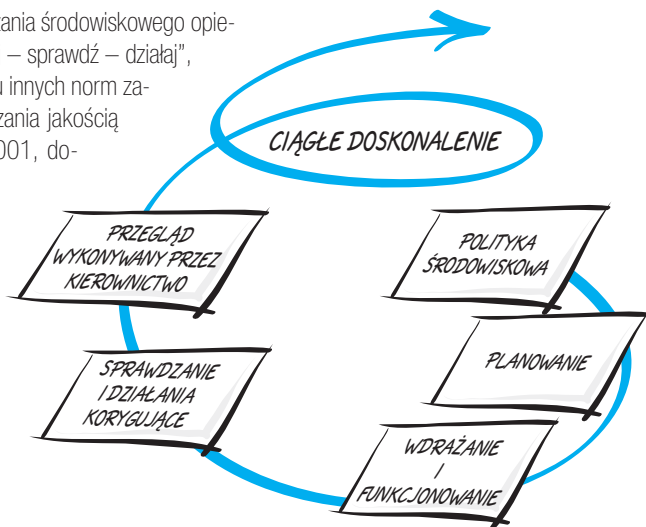 ania środowiskowego opie-
– sprawdź – działaj”,
u innych norm za-
zania jakością
001, do-
CIĄGŁE DOSKONALENIE
PRZEGLĄD
WYKONYWANY PRZEZ
KIEROWNICTWO
POLITYKA
ŚRODOWISKOWA
PLANOWANIE
SPRAWDZANIE
I DZIAŁANIA
KORYGUJĄCE
WDRAŻANIE
I
FUNKCJONOWANIE